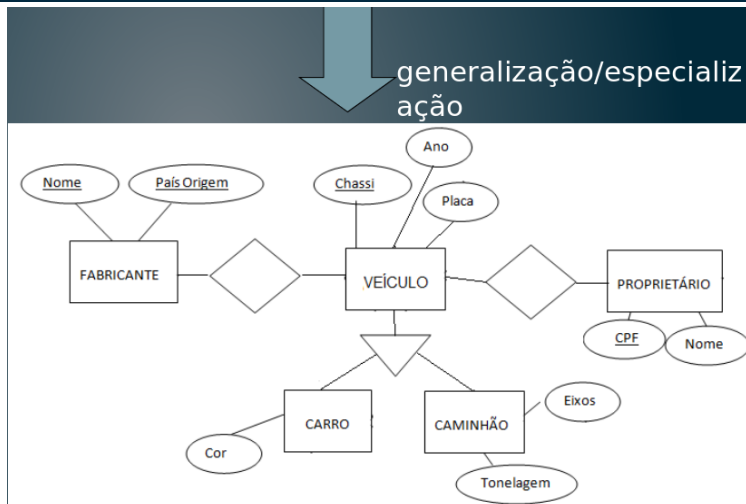 generalização/especializ
ação
Ano
Nome
País Origem
Chassi
Placa
FABRICANTE
VEÍCULO
PROPRIETÁRIO
CPF
Nome
CARRO
CAMINHÃO
Eixos
Cor
Tonelagem